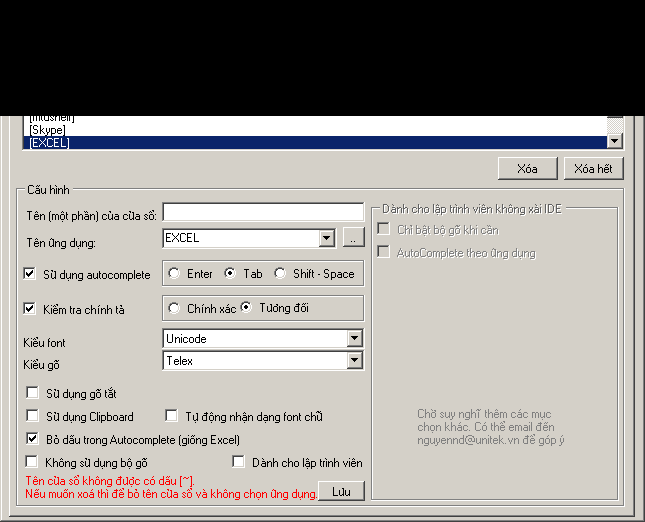 [Skype]
[EXCEL]
Xóa
Xóa hết
Cấu hình
Tên (một phần) của cửa sổ:
Tên ứng dụng:
EXCEL
..
Sử dụng autocomplete
Enter
Tab
Shift - Space
Kiểm tra chính tả
Chính xác
Tương đối
Kiểu font
Unicode
Kiểu gõ
Telex
Sử dụng gõ tắt
Sử dụng Clipboard
Tự động nhận dạng font chữ
Bỏ dấu trong Autocomplete (giống Excel)
Không sử dụng bộ gõ
Dành cho lập trình viên
Tên cửa sổ không được có dấu [~].
Nếu muốn xoá thì để bỏ tên cửa sổ và không chọn ứng dụng.
Lưu
Dành cho lập trình viên không xài IDE
Chỉ bật bộ gõ khi cần
AutoComplete theo ứng dụng
Chờ suy nghĩ thêm các mục
chọn khác. Có thể email đến
nguyennd@unitek.vn để góp ý